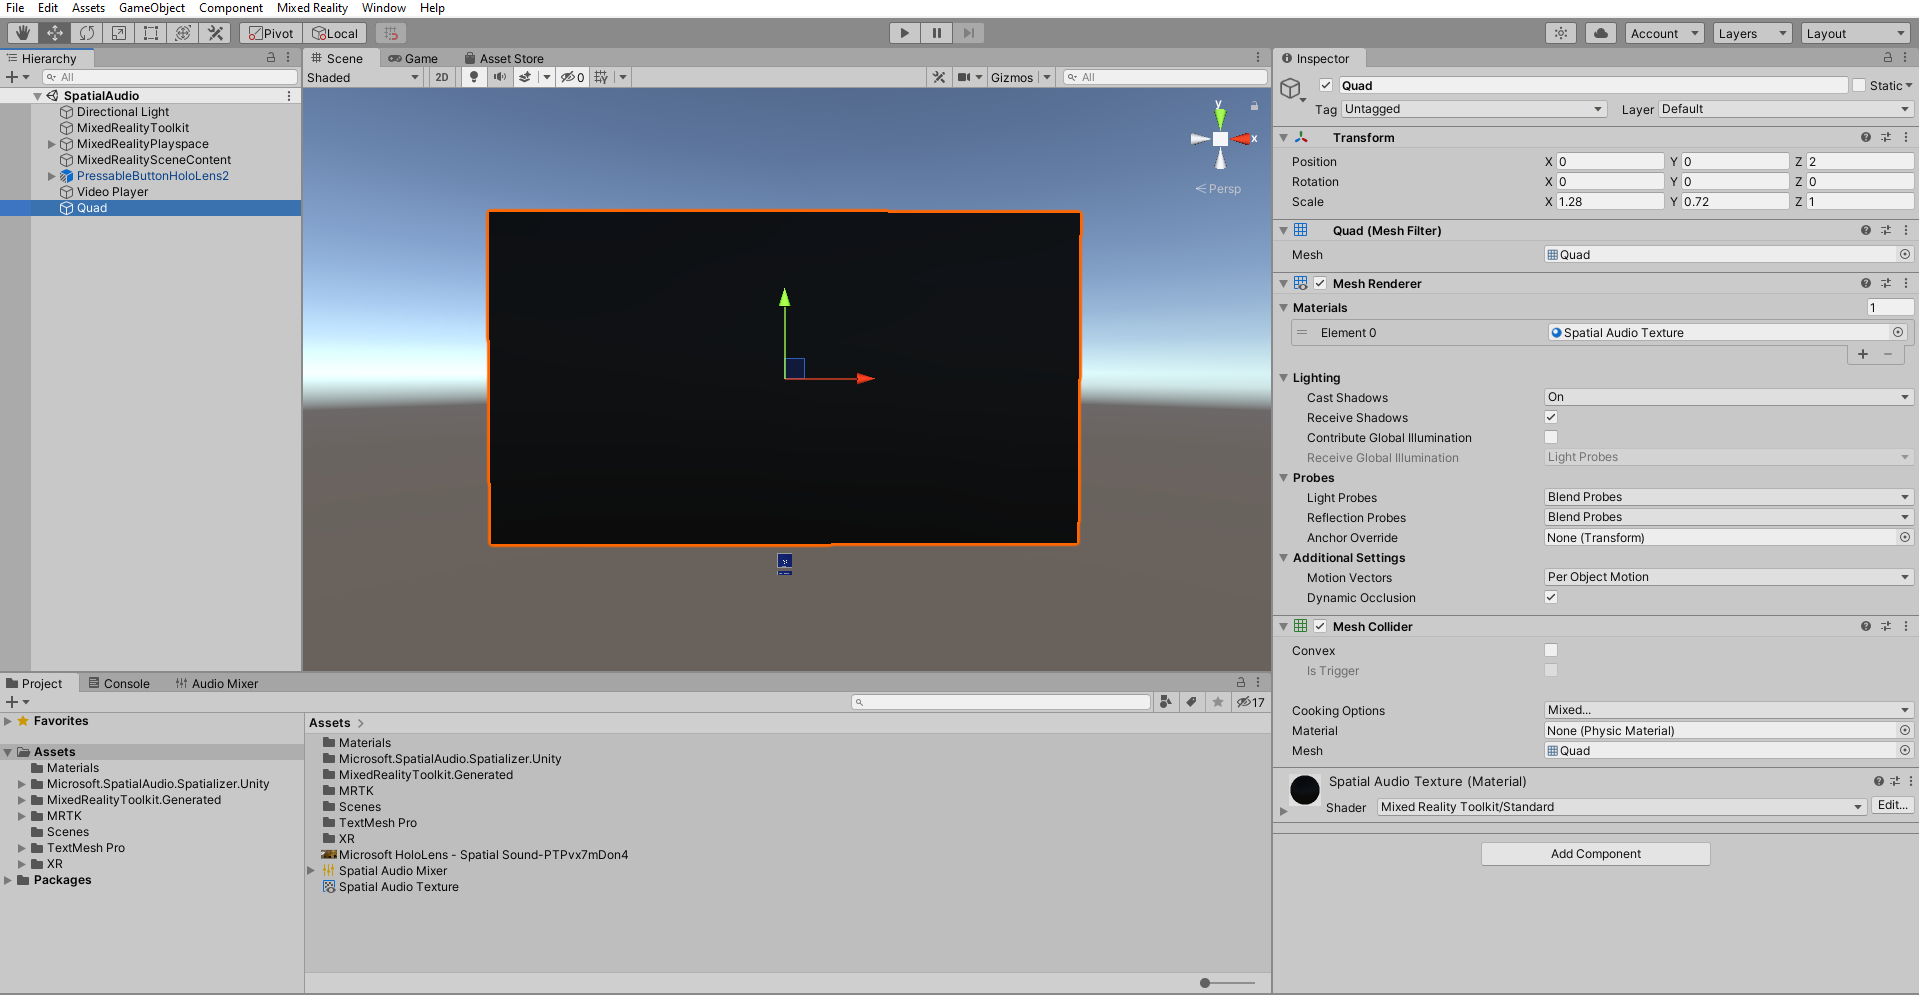 File Edit Assets GameObject Component Mixed Reality Window Help
Pivot Local Account Layers Layout
Hierarchy
All
SpatialAudio
Directional Light
MixedRealityToolkit
MixedRealityPlayspace
MixedRealitySceneContent
PressableButtonHoloLens2
Video Player
Quad
Scene Game Asset Store
Shaded 2D 0 Gizmos All
y
x
Persp
Inspector
Quad Static
Tag Untagged Layer Default
Transform
Position X 0 Y 0 Z 2
Rotation X 0 Y 0 Z 0
Scale X 1.28 Y 0.72 Z 1
Quad (Mesh Filter)
Mesh Quad
Mesh Renderer
Materials 1
Element 0 Spatial Audio Texture
Lighting
Cast Shadows On
Receive Shadows
Contribute Global Illumination
Receive Global Illumination Light Probes
Probes
Light Probes Blend Probes
Reflection Probes Blend Probes
Anchor Override None (Transform)
Additional Settings
Motion Vectors Per Object Motion
Dynamic Occlusion
Mesh Collider
Convex
Is Trigger
Cooking Options Mixed...
Material None (Physic Material)
Mesh Quad
Spatial Audio Texture (Material)
Shader Mixed Reality Toolkit/Standard Edit...
Add Component
Project Console Audio Mixer
17
Favorites
Assets
Materials
Microsoft.SpatialAudio.Spatializer.Unity
MixedRealityToolkit.Generated
MRTK
Scenes
TextMesh Pro
XR
Packages
Assets
Materials
Microsoft.SpatialAudio.Spatializer.Unity
MixedRealityToolkit.Generated
MRTK
Scenes
TextMesh Pro
XR
Microsoft HoloLens - Spatial Sound-PTPvx7mDon4
Spatial Audio Mixer
Spatial Audio Texture